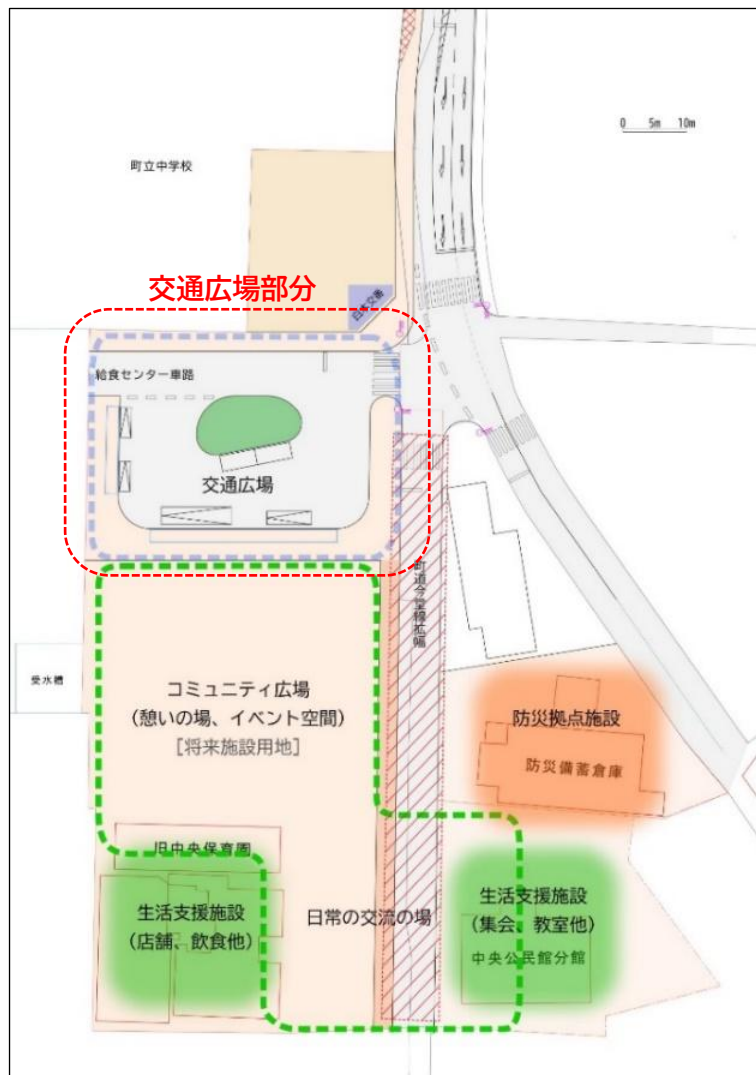 0 5m 10m
町立中学校
交通広場部分
白木交番
給食センター車路
交通広場
町道今堂線拡幅
受水槽
コミュニティ広場
（憩いの場、イベント空間）
［将来施設用地］
防災拠点施設
防災備蓄倉庫
旧中央保育園
生活支援施設
（店舗、飲食他）
日常の交流の場
生活支援施設
（集会、教室他）
中央公民館分館